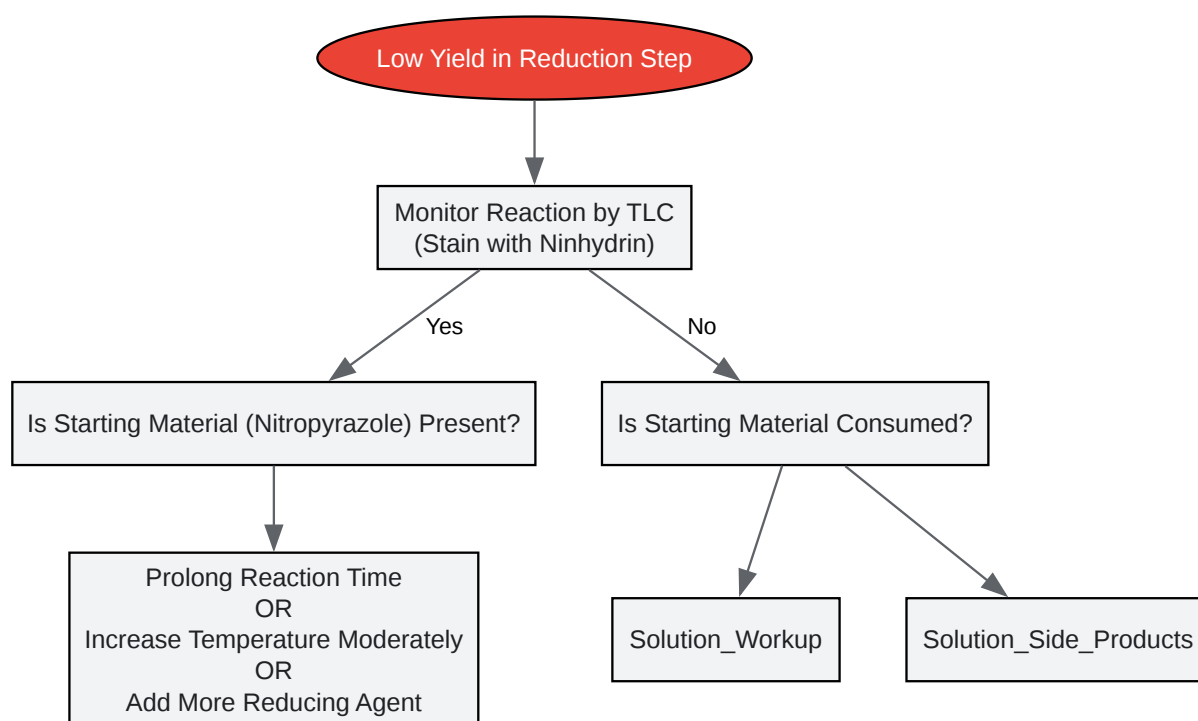 Low Yield in Reduction Step
Monitor Reaction by TLC
(Stain with Ninhydrin)
Yes
No
Is Starting Material (Nitropyrazole) Present?
Is Starting Material Consumed?
Prolong Reaction Time
OR
Increase Temperature Moderately
OR
Add More Reducing Agent
Solution_Workup
Solution_Side_Products